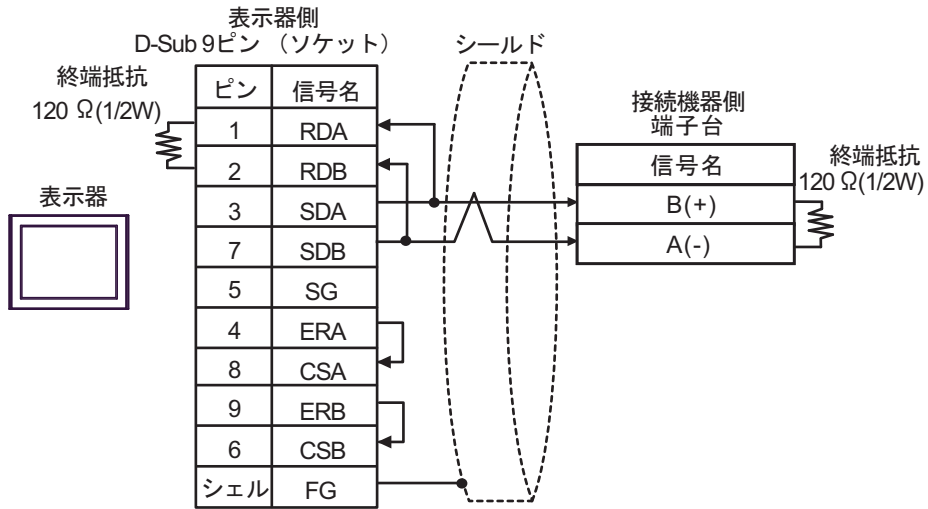 表示器側
D-Sub 9ピン （ソケット）
シールド
終端抵抗
120 Ω(1/2W)
ピン 信号名
1 RDA
2 RDB
3 SDA
7 SDB
5 SG
4 ERA
8 CSA
9 ERB
6 CSB
シェル FG
表示器
接続機器側
端子台
信号名
B(+)
A(-)
終端抵抗
120 Ω(1/2W)